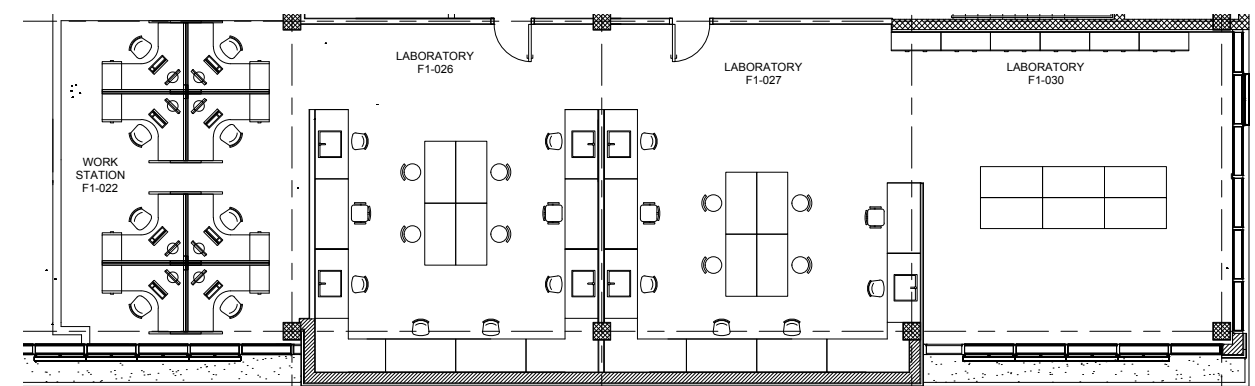 LABORATORY
F1-026
LABORATORY
F1-027
LABORATORY
F1-030
WORK
STATION
F1-022